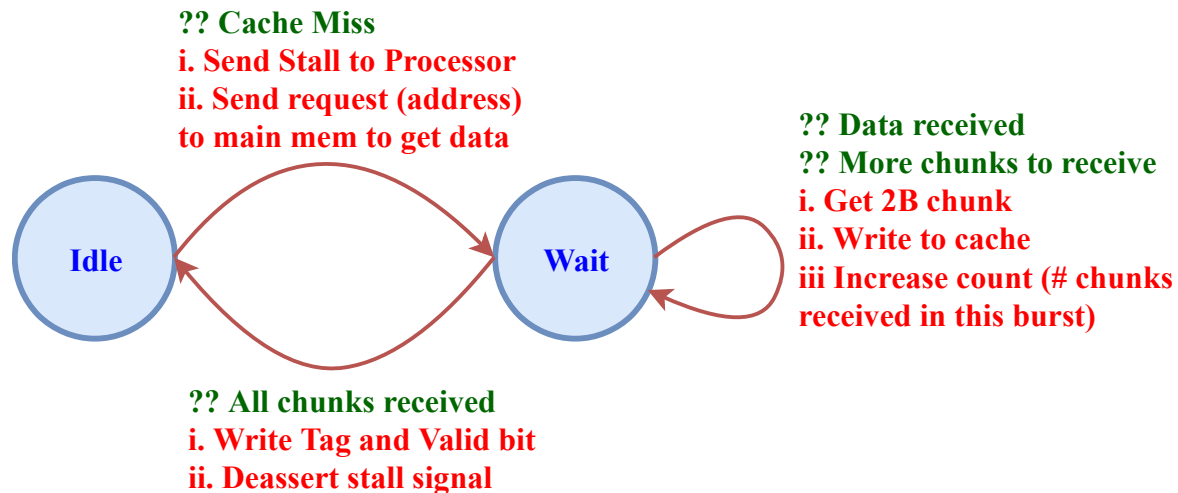 ?? Cache Miss
i. Send Stall to Processor
ii. Send request (address)
to main mem to get data
?? Data received
?? More chunks to receive
i. Get 2B chunk
ii. Write to cache
iii Increase count (# chunks
received in this burst)
Idle
Wait
?? All chunks received
i. Write Tag and Valid bit
ii. Deassert stall signal